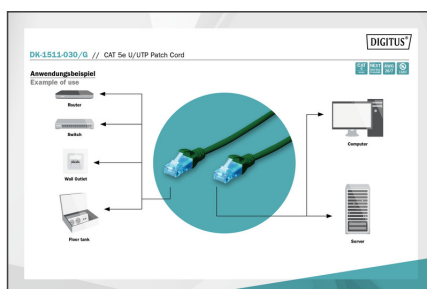 DIGITUS®
DK-1511-030/G // CAT 5e U/UTP Patch Cord
Anwendungsbeispiel
Example of use
Router
Switch
Wall Outlet
Floor tank
Computer
Server